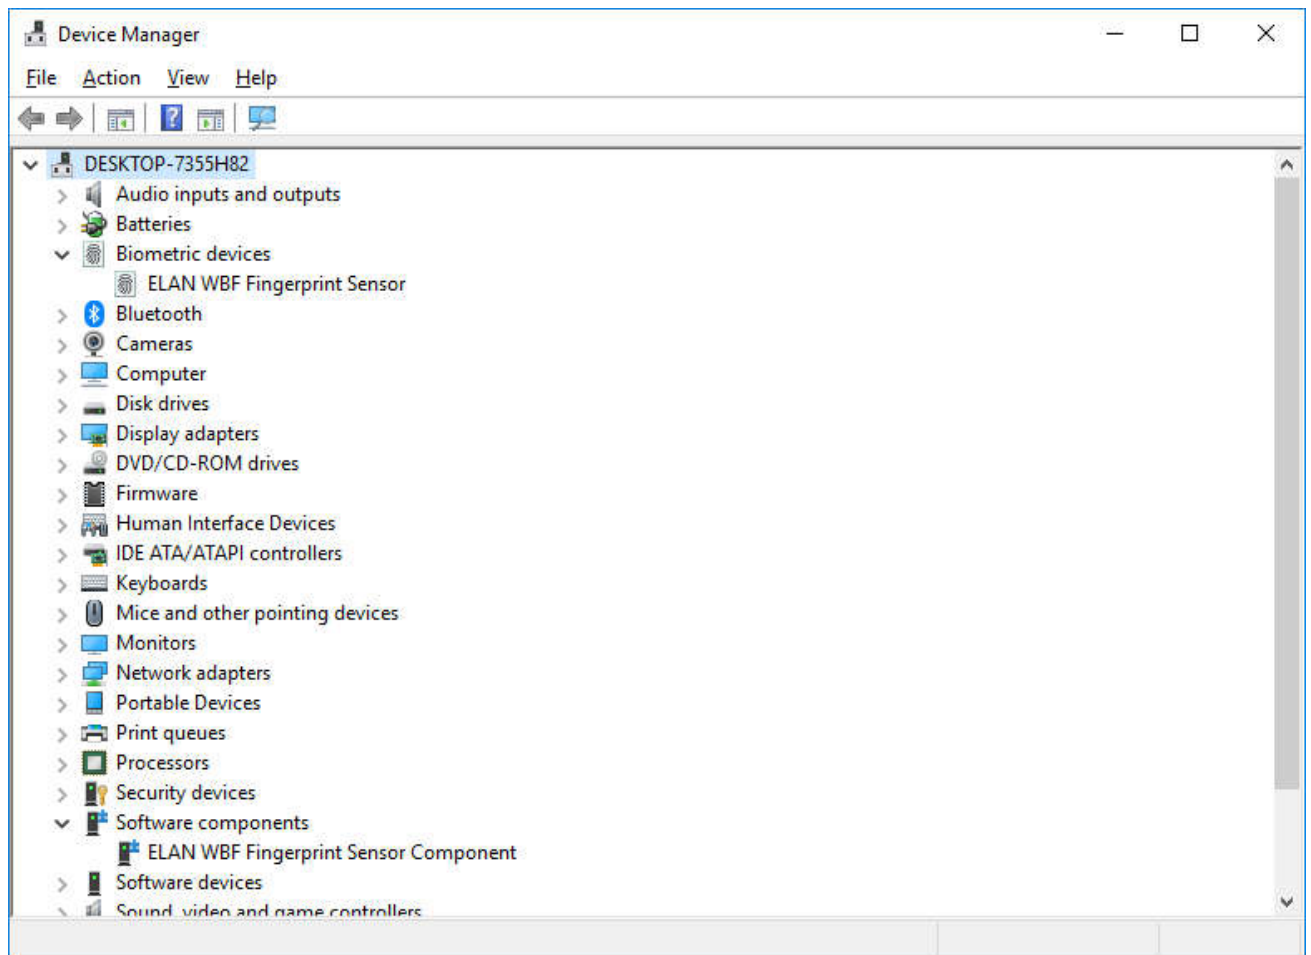 Device Manager
File Action View Help
DESKTOP-7355H82
Audio inputs and outputs
Batteries
Biometric devices
ELAN WBF Fingerprint Sensor
Bluetooth
Cameras
Computer
Disk drives
Display adapters
DVD/CD-ROM drives
Firmware
Human Interface Devices
IDE ATA/ATAPI controllers
Keyboards
Mice and other pointing devices
Monitors
Network adapters
Portable Devices
Print queues
Processors
Security devices
Software components
ELAN WBF Fingerprint Sensor Component
Software devices
Sound, video and game controllers